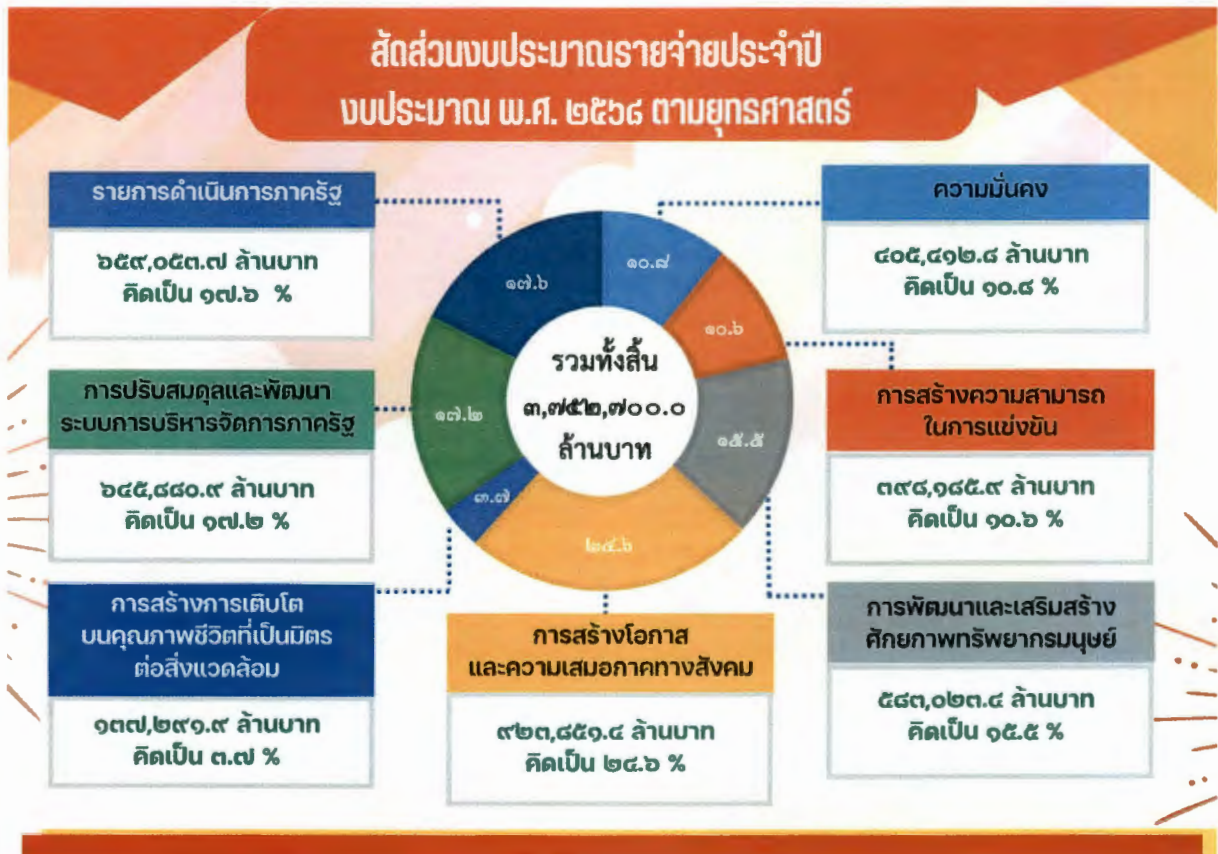 สัดส่วนงบประมาณรายจ่ายประจำปี
งบประมาณ พ.ศ. ๒๕๖๘ ตามยุทธศาสตร์
รายการดำเนินการภาครัฐ
๖๕๙,๐๕๓.๗ ล้านบาท
คิดเป็น ๑๗.๖ %
ความมั่นคง
๔๐๕,๔๑๒.๘ ล้านบาท
คิดเป็น ๑๐.๘ %
๑๗.๖
๑๐.๘
๑๐.๖
๑๗.๒
๑๕.๕
๓.๗
๒๔.๖
รวมทั้งสิ้น
๓,๗๕๒,๗๐๐.๐
ล้านบาท
การปรับสมดุลและพัฒนา
ระบบการบริหารจัดการภาครัฐ
๖๔๕,๘๘๐.๙ ล้านบาท
คิดเป็น ๑๗.๒ %
การสร้างความสามารถ
ในการแข่งขัน
๓๙๘,๑๘๕.๙ ล้านบาท
คิดเป็น ๑๐.๖ %
การสร้างการเติบโต
บนคุณภาพชีวิตที่เป็นมิตร
ต่อสิ่งแวดล้อม
๑๓๗,๒๙๑.๙ ล้านบาท
คิดเป็น ๓.๗ %
การสร้างโอกาส
และความเสมอภาคทางสังคม
๙๒๓,๘๕๑.๔ ล้านบาท
คิดเป็น ๒๔.๖ %
การพัฒนาและเสริมสร้าง
ศักยภาพทรัพยากรมนุษย์
๕๘๓,๐๒๓.๔ ล้านบาท
คิดเป็น ๑๕.๕ %